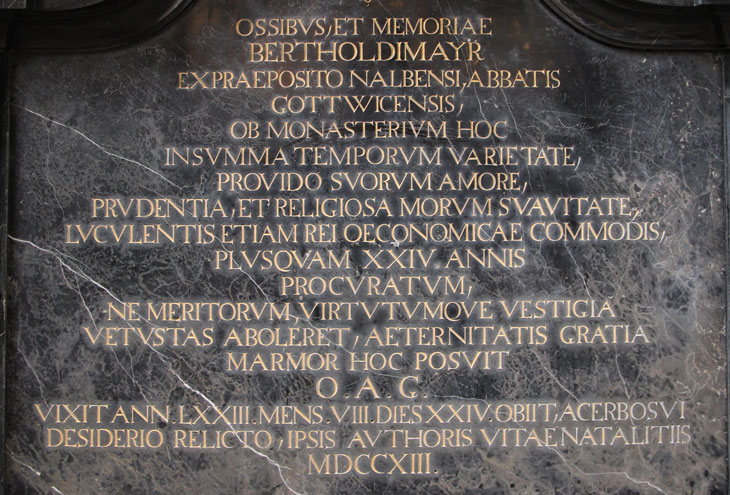 OSSIBVS, ET MEMORIAE
BERTHOLDI MAYR
EX PRAEPOSITO NALBENSI, ABBATIS
GOTTWICENSIS,
OB MONASTERIVM HOC
IN SVMMA TEMPORVM VARIETATE,
PROVIDO SVORVM AMORE,
PRVDENTIA, ET RELIGIOSA MORVM SVAVITATE,
LVCVLENTIS ETIAM REI OECONOMICAE COMMODIS,
PLVSQVAM XXIV. ANNIS
PROCVRATVM,
NE MERITORVM, VIRTVTVMQVE VESTIGIA
VETVSTAS ABOLERET, AETERNITATIS GRATIA
MARMOR HOC POSVIT
O. A. G.
VIXIT ANN. LXXIII. MENS. VIII. DIES XXIV. OBIIT, ACERBO SVI
DESIDERIO RELICTO, IPSIS AVTHORIS VITAE NATALITIIS
MDCCXIII.